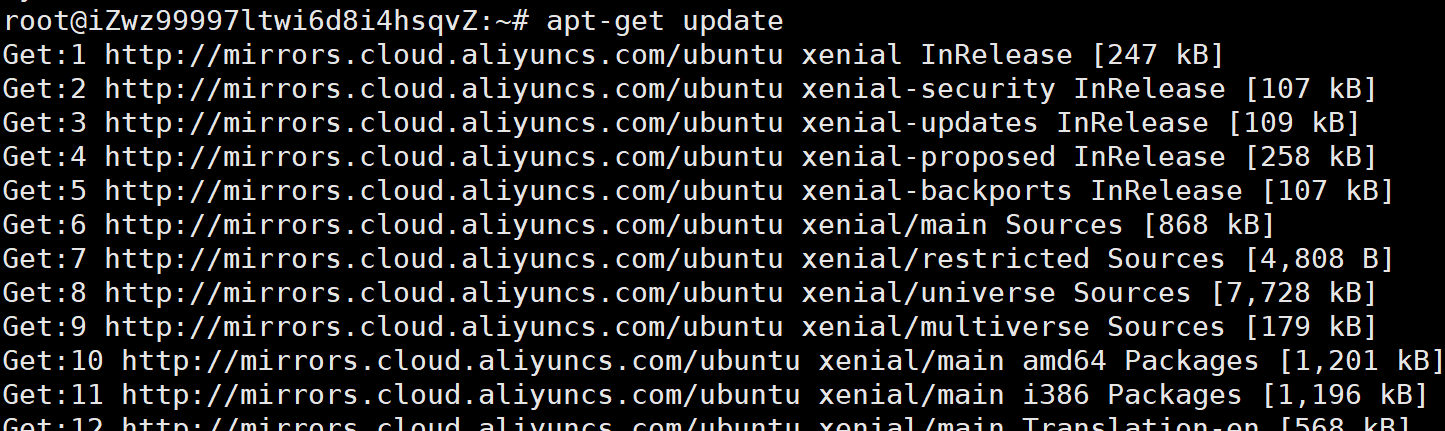 root@iZwz99997ltwi6d8i4hsqvZ:~# apt-get update
Get:1 http://mirrors.cloud.aliyuncs.com/ubuntu xenial InRelease [247 kB]
Get:2 http://mirrors.cloud.aliyuncs.com/ubuntu xenial-security InRelease [107 kB]
Get:3 http://mirrors.cloud.aliyuncs.com/ubuntu xenial-updates InRelease [109 kB]
Get:4 http://mirrors.cloud.aliyuncs.com/ubuntu xenial-proposed InRelease [258 kB]
Get:5 http://mirrors.cloud.aliyuncs.com/ubuntu xenial-backports InRelease [107 kB]
Get:6 http://mirrors.cloud.aliyuncs.com/ubuntu xenial/main Sources [868 kB]
Get:7 http://mirrors.cloud.aliyuncs.com/ubuntu xenial/restricted Sources [4,808 B]
Get:8 http://mirrors.cloud.aliyuncs.com/ubuntu xenial/universe Sources [7,728 kB]
Get:9 http://mirrors.cloud.aliyuncs.com/ubuntu xenial/multiverse Sources [179 kB]
Get:10 http://mirrors.cloud.aliyuncs.com/ubuntu xenial/main amd64 Packages [1,201 kB]
Get:11 http://mirrors.cloud.aliyuncs.com/ubuntu xenial/main i386 Packages [1,196 kB]
Get:12 http://mirrors.cloud.aliyuncs.com/ubuntu xenial/main Translation-en [568 kB]